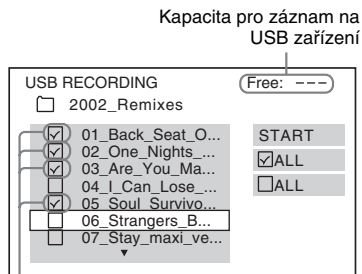 Kapacita pro záznam na
USB zařízení
USB RECORDING
Free: ---
2002_Remixes
01_Back_Seat_O...
02_One_Nights_...
03_Are_You_Ma...
04_I_Can_Lose_...
05_Soul_Survivo...
06_Strangers_B...
07_Stay_maxi_ve...
START
ALL
ALL